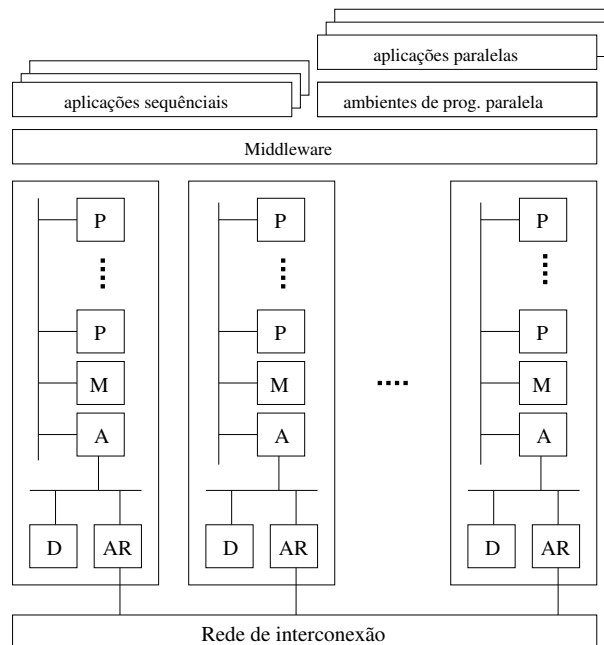 aplicações paralelas
aplicações sequênciais
ambientes de prog. paralela
Middleware
P P P
P P P
M M M
A A A
D AR D AR D AR
Rede de interconexão